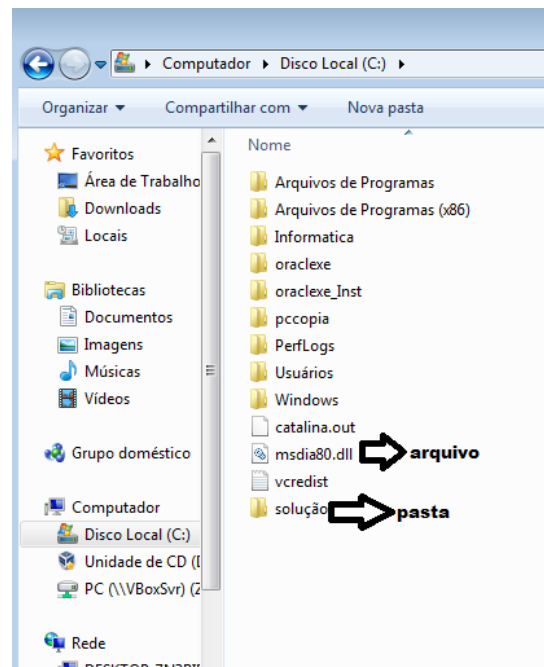 Computador ▸ Disco Local (C:) ▸
Organizar ▾ Compartilhar com ▾ Nova pasta
Favoritos
Área de Trabalho
Downloads
Locais
Bibliotecas
Documentos
Imagens
Músicas
Vídeos
Grupo doméstico
Computador
Disco Local (C:)
Unidade de CD (
PC (\\VBoxSvr) (
Rede
Nome
Arquivos de Programas
Arquivos de Programas (x86)
Informatica
oraclexe
oraclexe_Inst
pccopia
PerfLogs
Usuários
Windows
catalina.out
msdia80.dll arquivo
vcredist
solução pasta